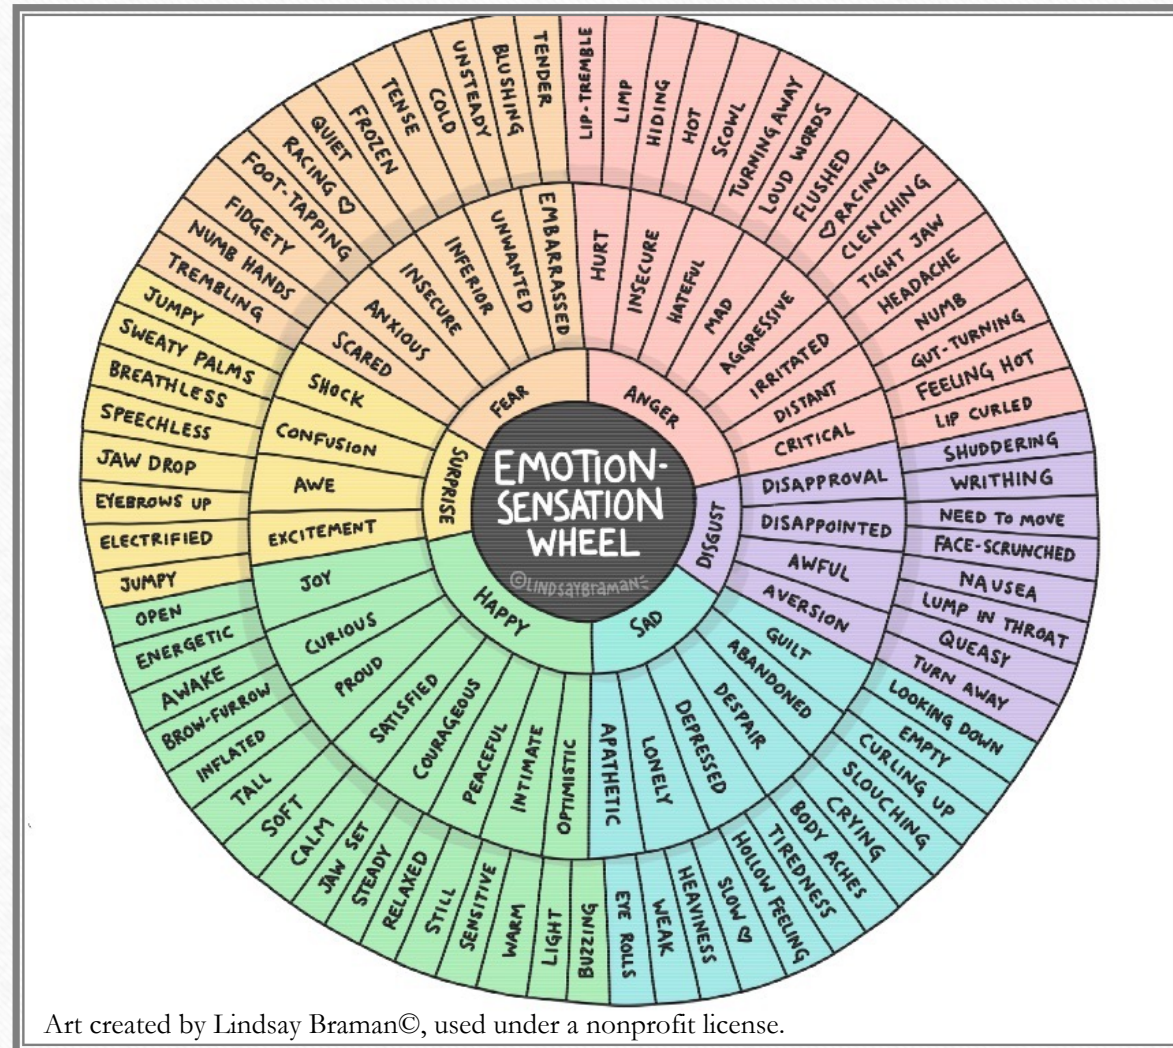 EMOTION-
SENSATION
WHEEL
©LINDSAYBRAMAN
FEAR
ANGER
DISGUST
SAD
HAPPY
SURPRISE
HURT
INSECURE
HATEFUL
MAD
AGGRESSIVE
IRRITATED
DISTANT
CRITICAL
DISAPPROVAL
DISAPPOINTED
AWFUL
AVERSION
GUILT
ABANDONED
DESPAIR
DEPRESSED
LONELY
APATHETIC
OPTIMISTIC
INTIMATE
PEACEFUL
COURAGEOUS
SATISFIED
PROUD
CURIOUS
JOY
EXCITEMENT
AWE
CONFUSION
SHOCK
SCARED
ANXIOUS
INSECURE
INFERIOR
UNWANTED
EMBARRASSED
LIP-TREMBLE
LIMP
HIDING
HOT
SCOWL
TURNING AWAY
LOUD WORDS
FLUSHED
♡RACING
CLENCHING
TIGHT JAW
HEADACHE
NUMB
GUT-TURNING
FEELING HOT
LIP CURLED
SHUDDERING
WRITHING
NEED TO MOVE
FACE-SCRUNCHED
NAUSEA
LUMP IN THROAT
QUEASY
TURN AWAY
LOOKING DOWN
EMPTY
CURLING UP
SLOUCHING
CRYING
BODY ACHES
TIREDNESS
HOLLOW FEELING
SLOW ♡
HEAVINESS
WEAK
EYE ROLLS
BUZZING
LIGHT
WARM
SENSITIVE
STILL
RELAXED
STEADY
JAW SET
CALM
SOFT
TALL
INFLATED
BROW-FURROW
AWAKE
ENERGETIC
OPEN
JUMPY
ELECTRIFIED
EYEBROWS UP
JAW DROP
SPEECHLESS
BREATHLESS
SWEATY PALMS
JUMPY
TREMBLING
NUMB HANDS
FIDGETY
FOOT-TAPPING
RACING ♡
QUIET
FROZEN
TENSE
COLD
UNSTEADY
BLUSHING
TENDER
Art created by Lindsay Braman©, used under a nonprofit license.